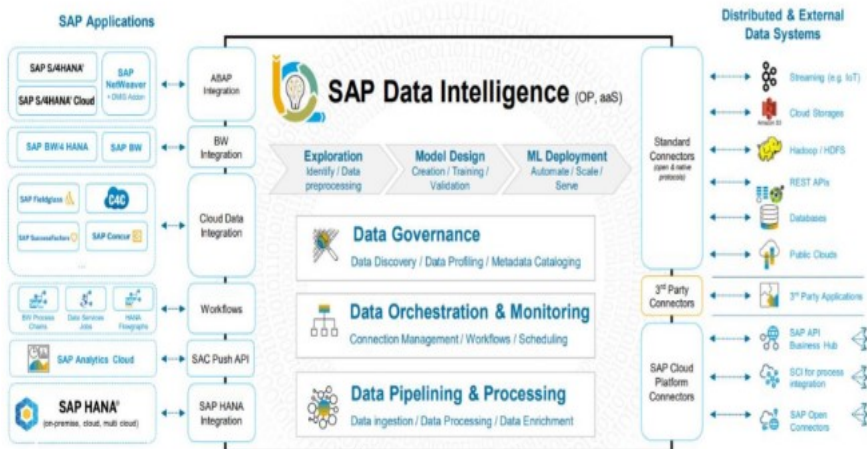 SAP Applications
SAP S/4HANA®
SAP S/4HANA® Cloud
SAP
NetWeaver
+ DMIS Addon
ABAP
Integration
SAP BW/4 HANA
SAP BW
BW
Integration
SAP Fieldglass
C4C
SAP SuccessFactors
SAP Concur
...
Cloud Data
Integration
BW Process
Chains
Data Services
Jobs
HANA
Flowgraphs
Workflows
SAP Analytics Cloud
SAC Push API
SAP HANA®
(on-premise, cloud, multi cloud)
SAP HANA
Integration
SAP Data Intelligence (OP, aaS)
Exploration
Identify / Data
preprocessing
Model Design
Creation / Training /
Validation
ML Deployment
Automate / Scale /
Serve
Data Governance
Data Discovery / Data Profiling / Metadata Cataloging
Data Orchestration & Monitoring
Connection Management / Workflows / Scheduling
Data Pipelining & Processing
Data ingestion / Data Processing / Data Enrichment
Standard
Connectors
(open & native
protocols)
3rd Party
Connectors
SAP Cloud
Platform
Connectors
Distributed & External
Data Systems
Streaming (e.g. IoT)
Amazon S3
Cloud Storages
Hadoop / HDFS
REST APIs
Databases
Public Clouds
3rd Party Applications
SAP API
Business Hub
SCI for process
integration
SAP Open
Connectors